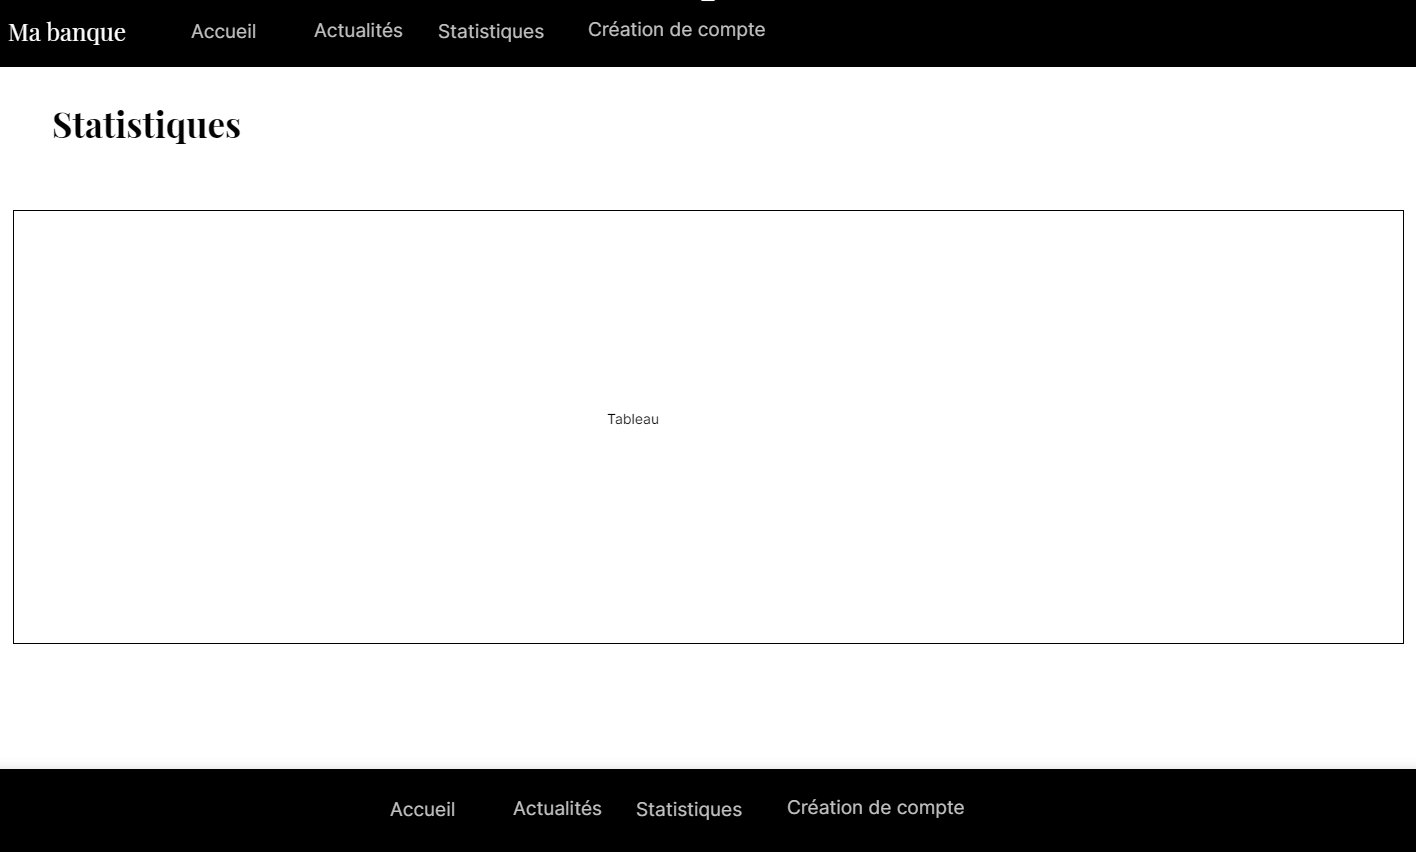 Ma banque Accueil Actualités Statistiques Création de compte
Statistiques
Tableau
Accueil Actualités Statistiques Création de compte